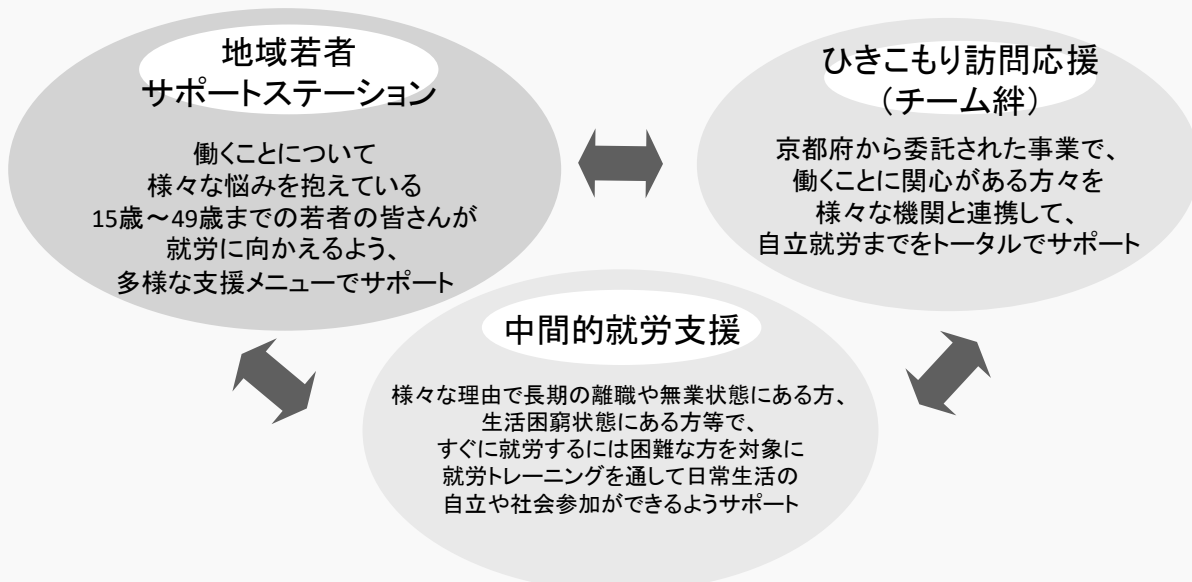 地域若者
サポートステーション
働くことについて
様々な悩みを抱えている
15歳～49歳までの若者の皆さんが
就労に向かえるよう、
多様な支援メニューでサポート
ひきこもり訪問応援
（チーム絆）
京都府から委託された事業で、
働くことに関心がある方々を
様々な機関と連携して、
自立就労までをトータルでサポート
中間的就労支援
様々な理由で長期の離職や無業状態にある方、
生活困窮状態にある方等で、
すぐに就労するには困難な方を対象に
就労トレーニングを通して日常生活の
自立や社会参加ができるようサポート